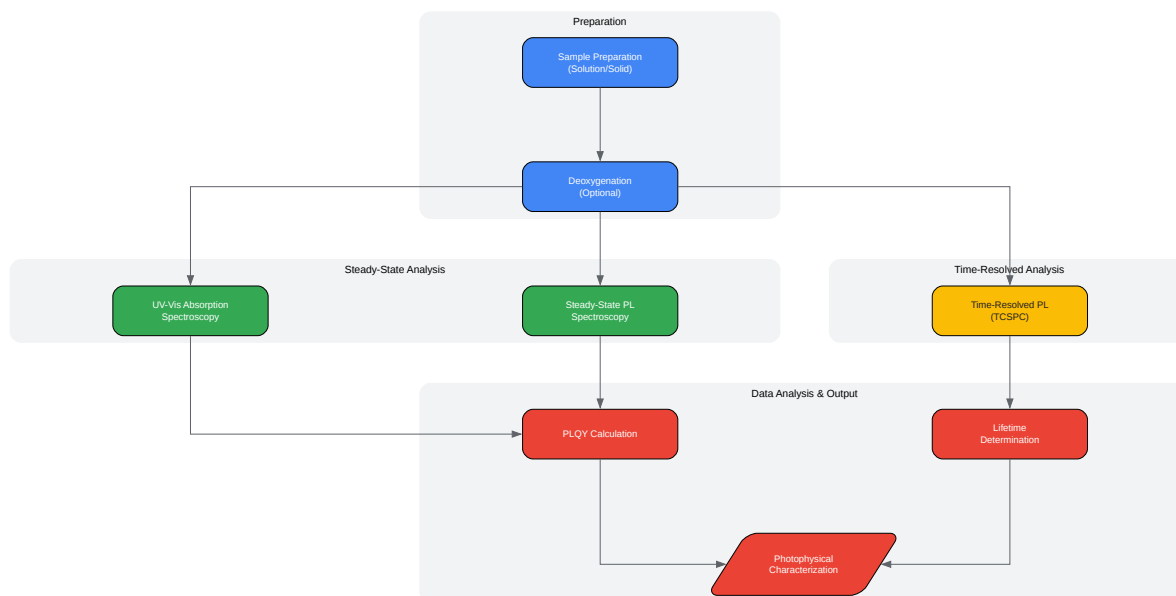 Preparation
Sample Preparation
(Solution/Solid)
Deoxygenation
(Optional)
Steady-State Analysis
Time-Resolved Analysis
UV-Vis Absorption
Spectroscopy
Steady-State PL
Spectroscopy
Time-Resolved PL
(TCSPC)
Data Analysis & Output
PLQY Calculation
Lifetime
Determination
Photophysical
Characterization